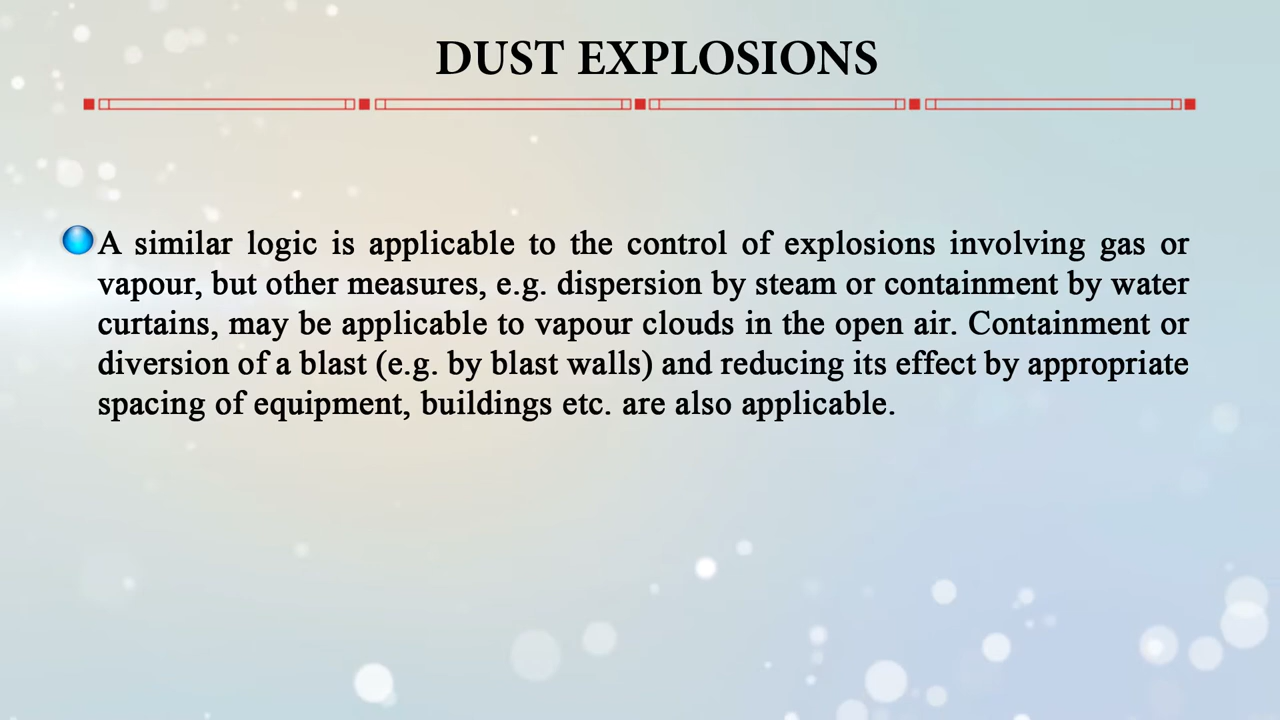 DUST EXPLOSIONS
A similar logic is applicable to the control of explosions involving gas or
vapour, but other measures, e.g. dispersion by steam or containment by water
curtains, may be applicable to vapour clouds in the open air. Containment or
diversion of a blast (e.g. by blast walls) and reducing its effect by appropriate
spacing of equipment, buildings etc. are also applicable.